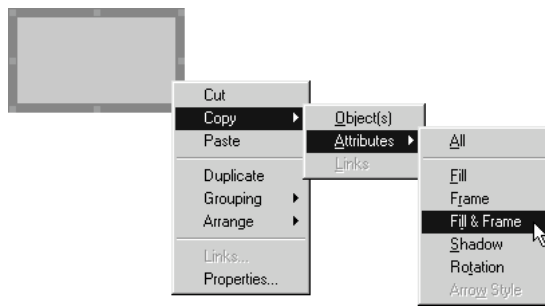 Cut
Copy
Paste
Duplicate
Grouping
Arrange
Links...
Properties...
Object(s)
Attributes
Links
All
Fill
Frame
Fill & Frame
Shadow
Rotation
Arrow Style